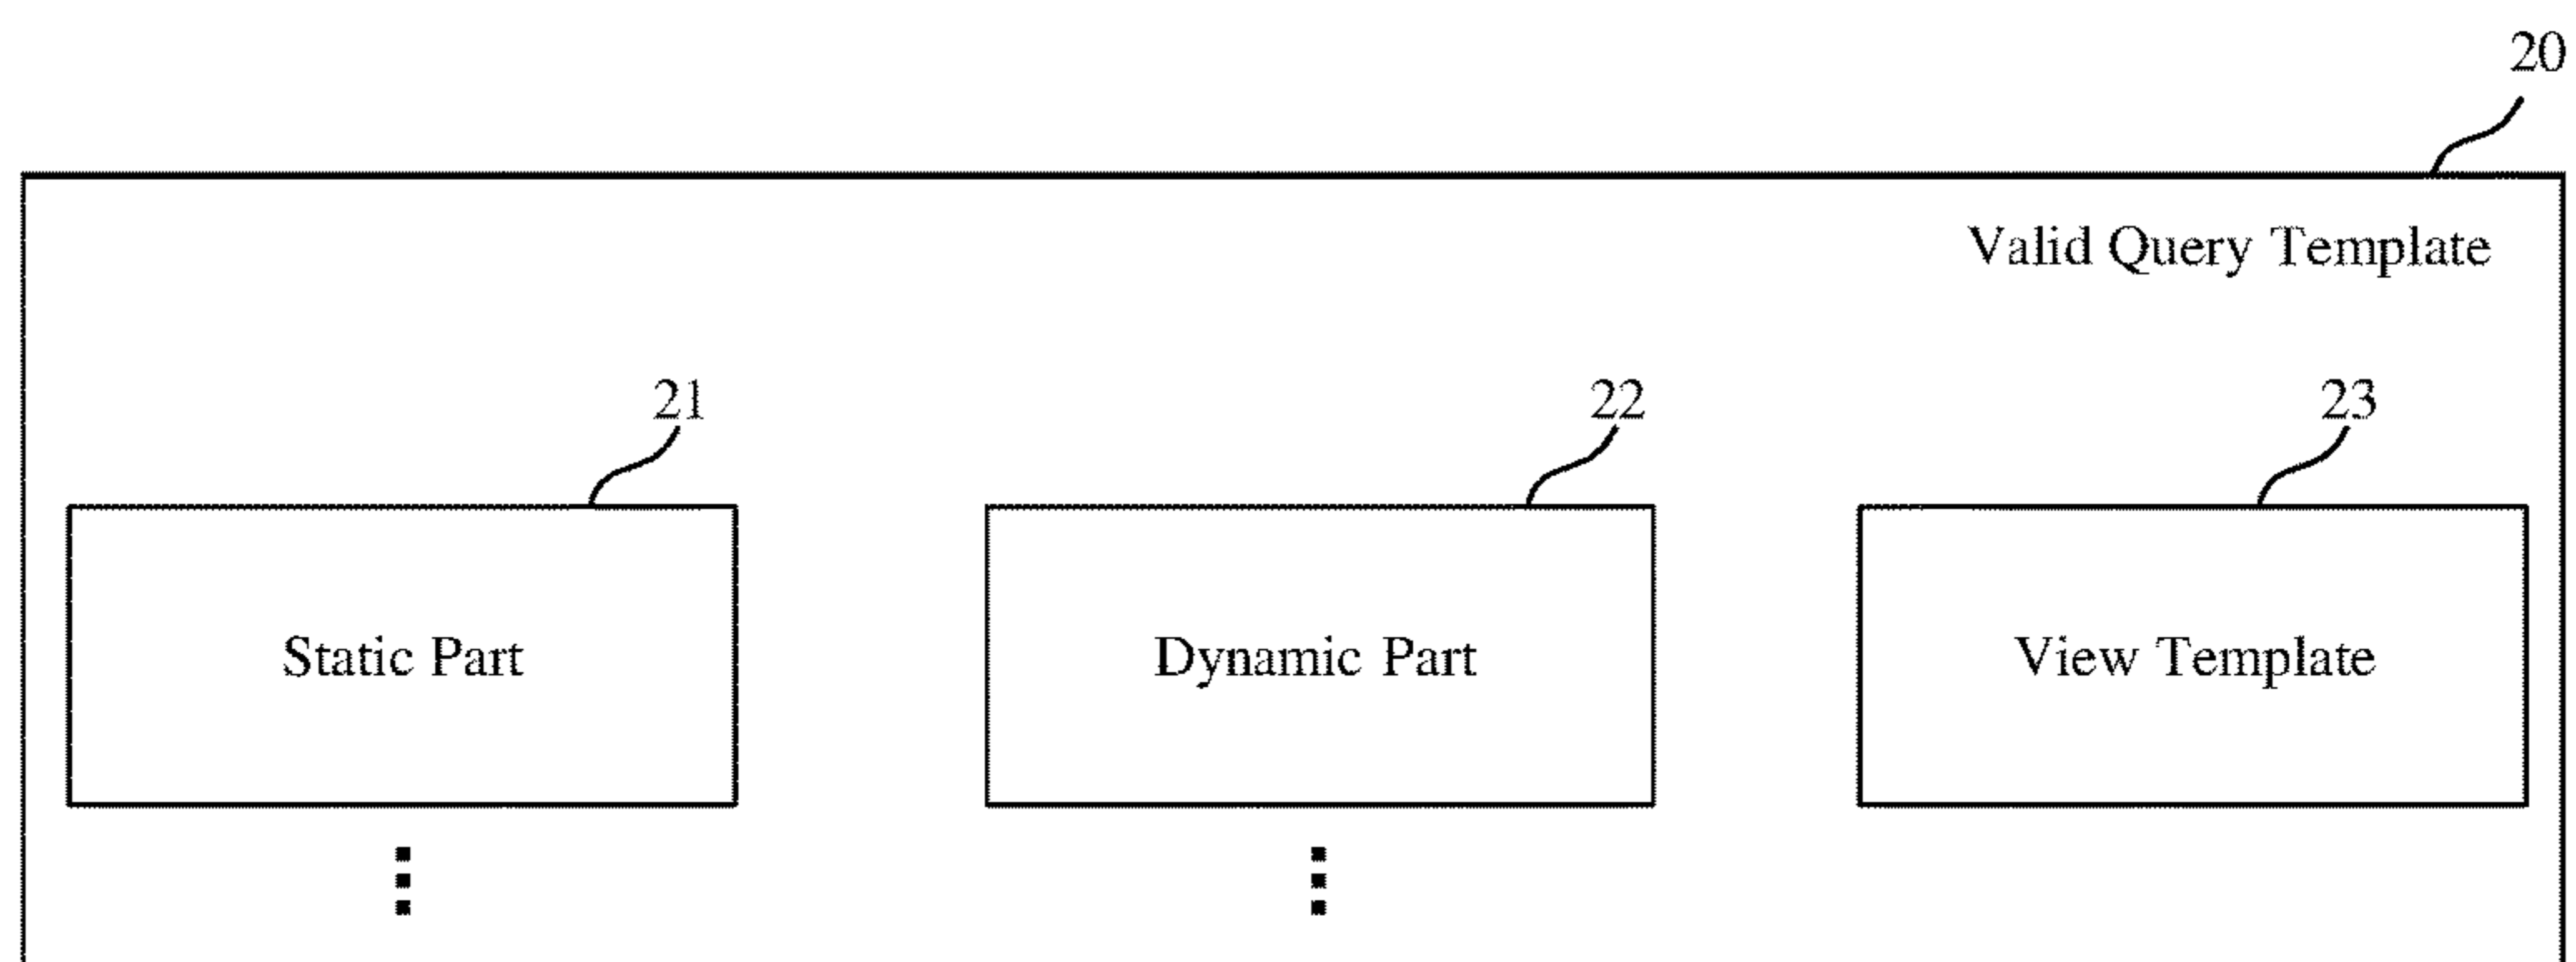 20
Valid Query Template
21
22
23
Static Part
Dynamic Part
View Template